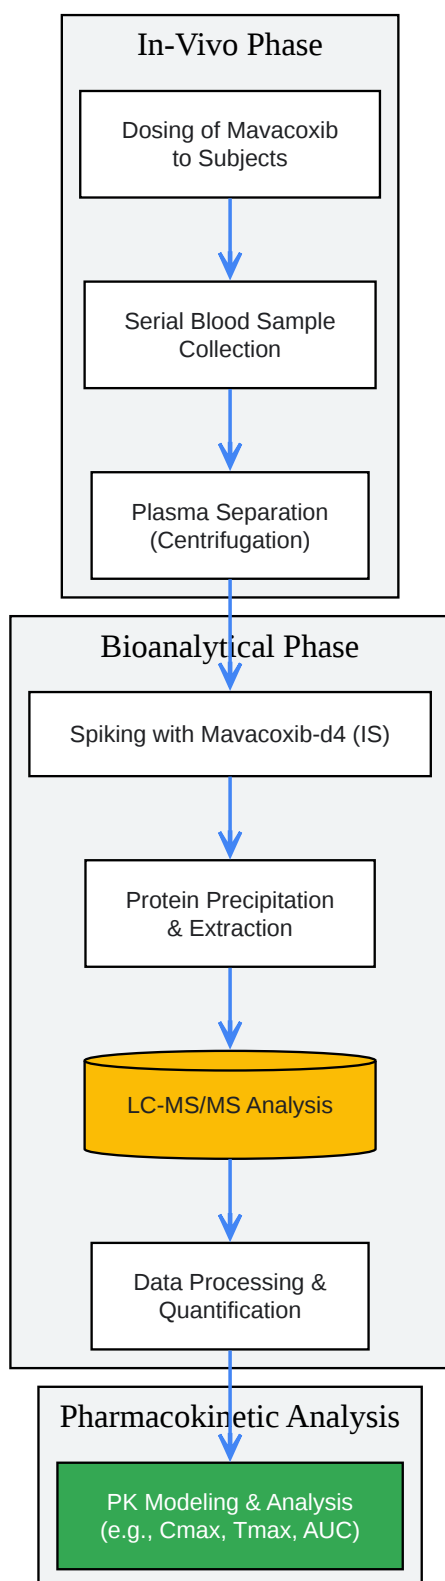 In-Vivo Phase
Dosing of Mavacoxib
to Subjects
Serial Blood Sample
Collection
Plasma Separation
(Centrifugation)
Bioanalytical Phase
Spiking with Mavacoxib-d4 (IS)
Protein Precipitation
& Extraction
LC-MS/MS Analysis
Data Processing &
Quantification
Pharmacokinetic Analysis
PK Modeling & Analysis
(e.g., Cmax, Tmax, AUC)